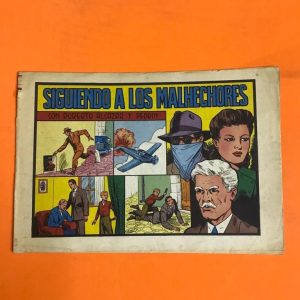 SIGUIENDO A LOS MALHECHORES
CON ROBERTO ALCAZAR Y PEDRIN